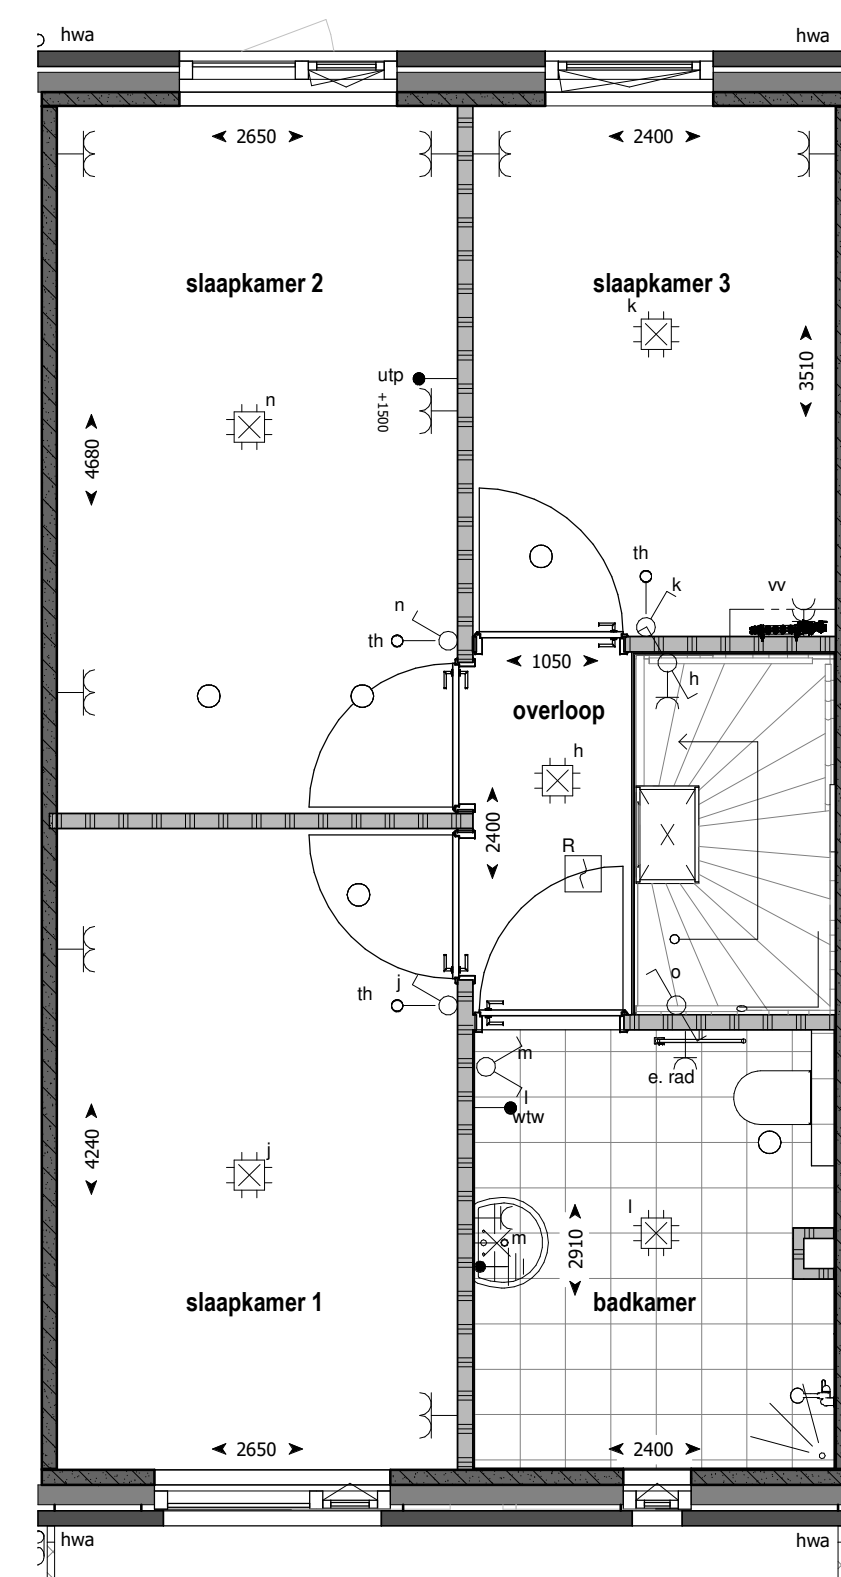 hwa
hwa
2650
2400
slaapkamer 2
slaapkamer 3
k
3510
utp
+1500
n
4680
th
k
vv
n
th
1050
h
overloop
h
2400
R
j
th
o
m
e. rad
l
wtw
4240
j
l
m
2910
slaapkamer 1
badkamer
2650
2400
hwa
hwa